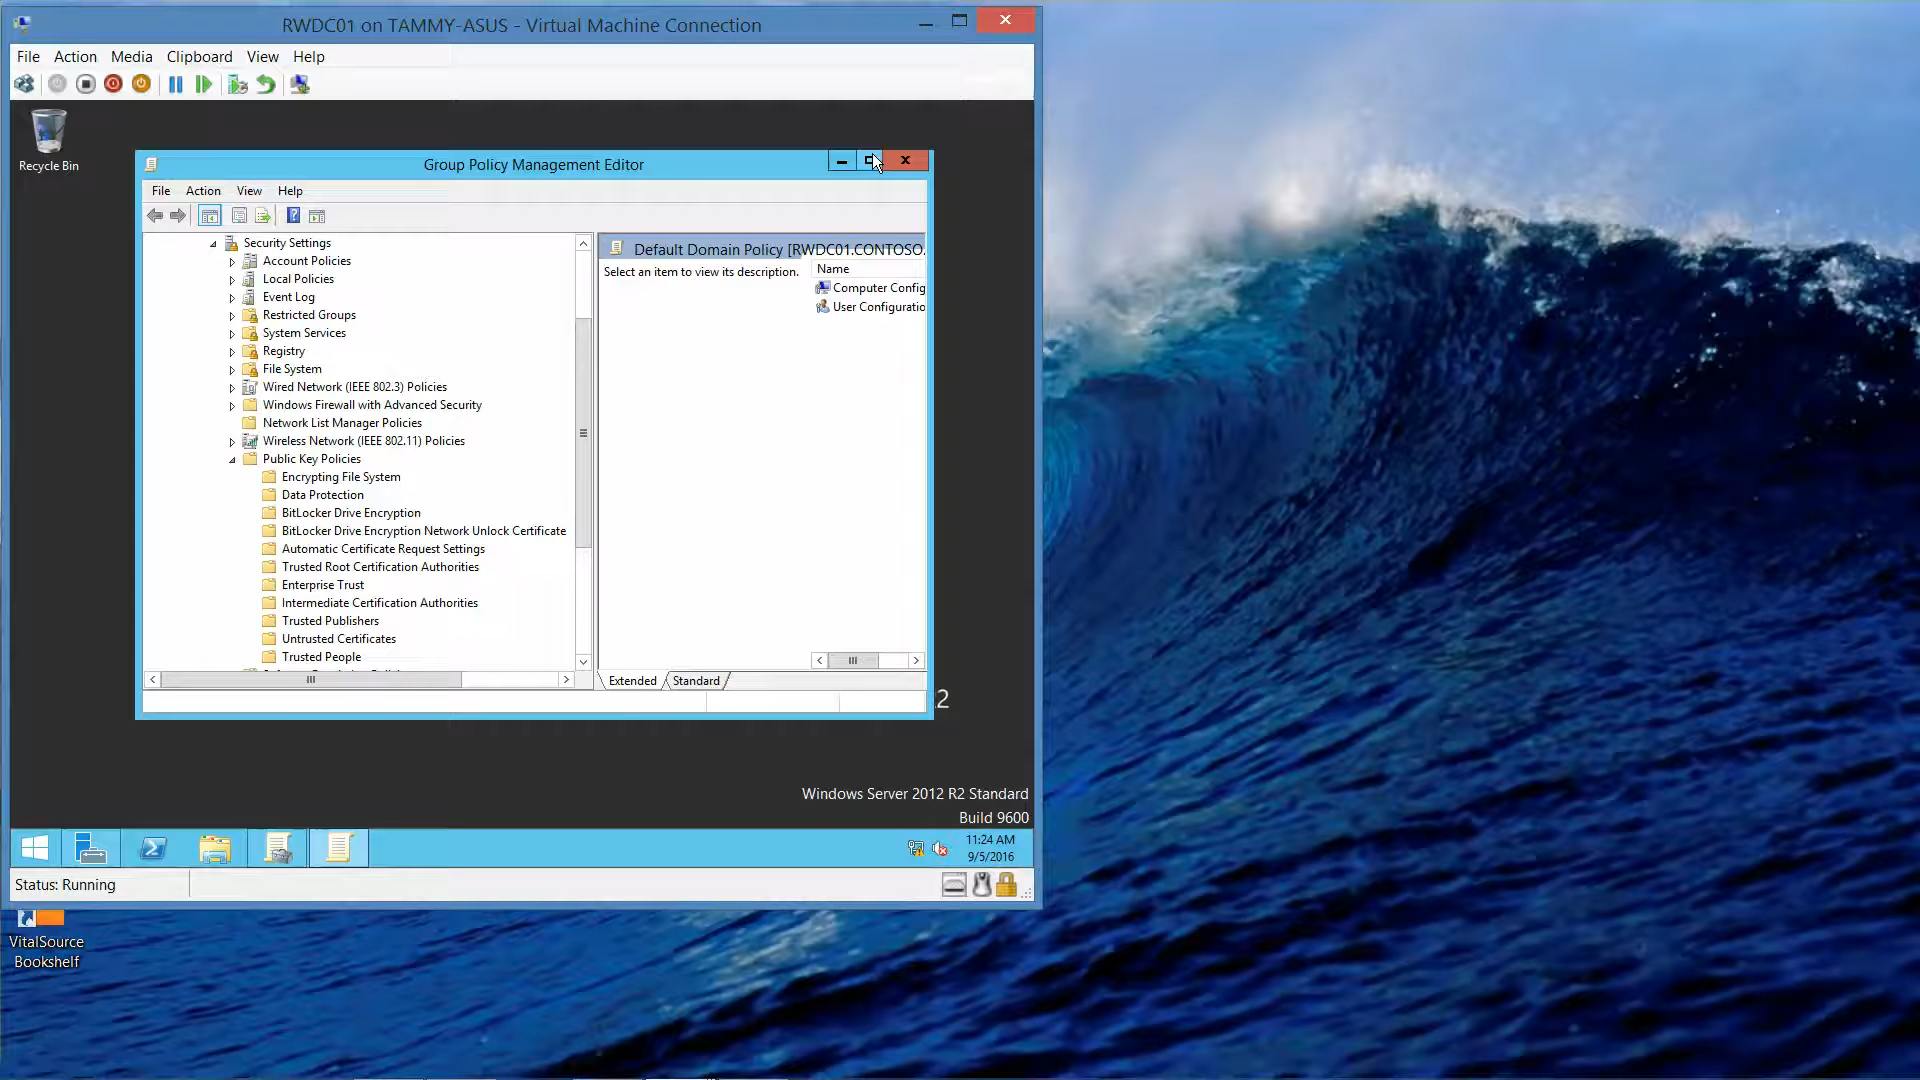 RWDC01 on TAMMY-ASUS - Virtual Machine Connection
File Action Media Clipboard View Help
Recycle Bin
Group Policy Management Editor
File Action View Help
Security Settings
Account Policies
Local Policies
Event Log
Restricted Groups
System Services
Registry
File System
Wired Network (IEEE 802.3) Policies
Windows Firewall with Advanced Security
Network List Manager Policies
Wireless Network (IEEE 802.11) Policies
Public Key Policies
Encrypting File System
Data Protection
BitLocker Drive Encryption
BitLocker Drive Encryption Network Unlock Certificate
Automatic Certificate Request Settings
Trusted Root Certification Authorities
Enterprise Trust
Intermediate Certification Authorities
Trusted Publishers
Untrusted Certificates
Trusted People
Default Domain Policy [RWDC01.CONTOSO.
Select an item to view its description.
Name
Computer Config
User Configuratio
Extended Standard
2
Windows Server 2012 R2 Standard
Build 9600
11:24 AM
9/5/2016
Status: Running
VitalSource
Bookshelf